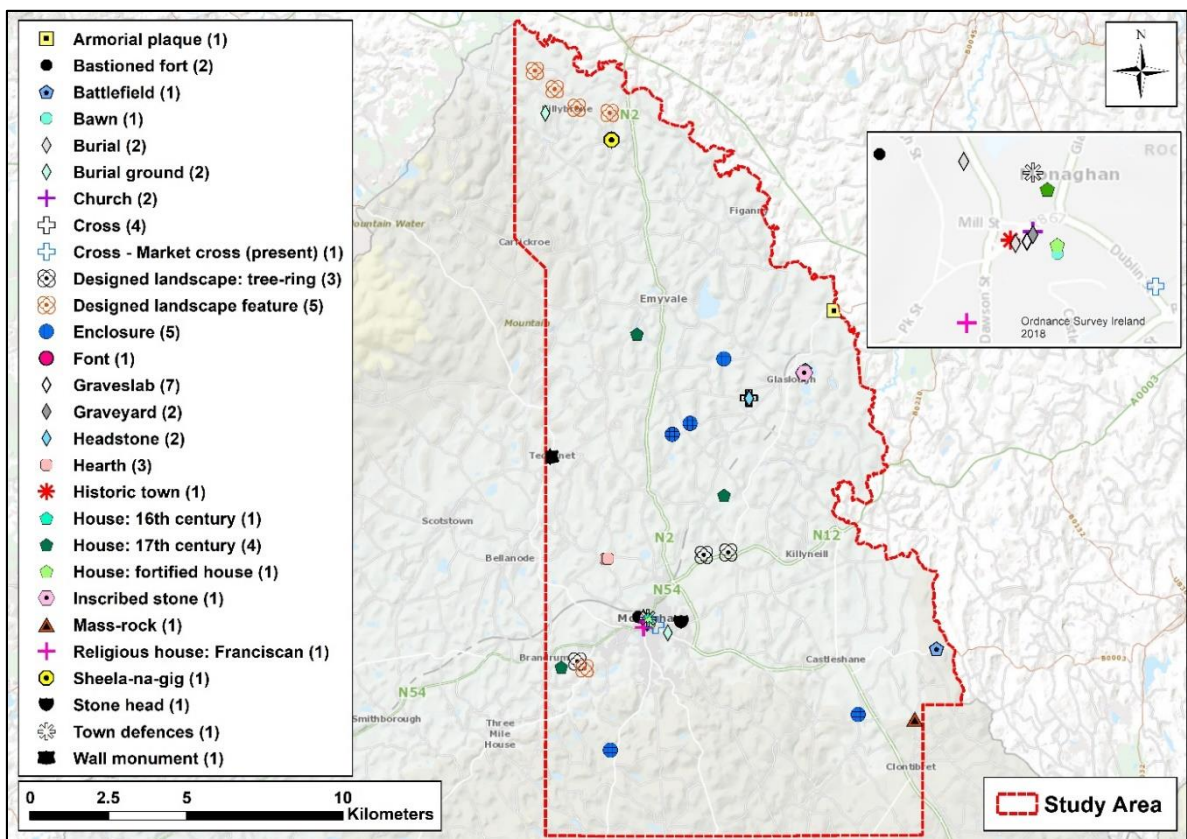 Armorial plaque (1)
Bastioned fort (2)
Battlefield (1)
Bawn (1)
Burial (2)
Burial ground (2)
Church (2)
Cross (4)
Cross - Market cross (present) (1)
Designed landscape: tree-ring (3)
Designed landscape feature (5)
Enclosure (5)
Font (1)
Graveslab (7)
Graveyard (2)
Headstone (2)
Hearth (3)
Historic town (1)
House: 16th century (1)
House: 17th century (4)
House: fortified house (1)
Inscribed stone (1)
Mass-rock (1)
Religious house: Franciscan (1)
Sheela-na-gig (1)
Stone head (1)
Town defences (1)
Wall monument (1)
0 2.5 5 10
Kilometers
N2
Mountain Water
Carrickroe
Emyvale
Mountain
Glaslough
Scotstown
Bellanode
N2
N12
Killyneill
N54
Castleshane
N54
Smithborough
Three
Mile
House
Clontibret
A0003
B0003
N
Mill St
Dawson St
Pk St
Dublin
Ordnance Survey Ireland
2018
Study Area